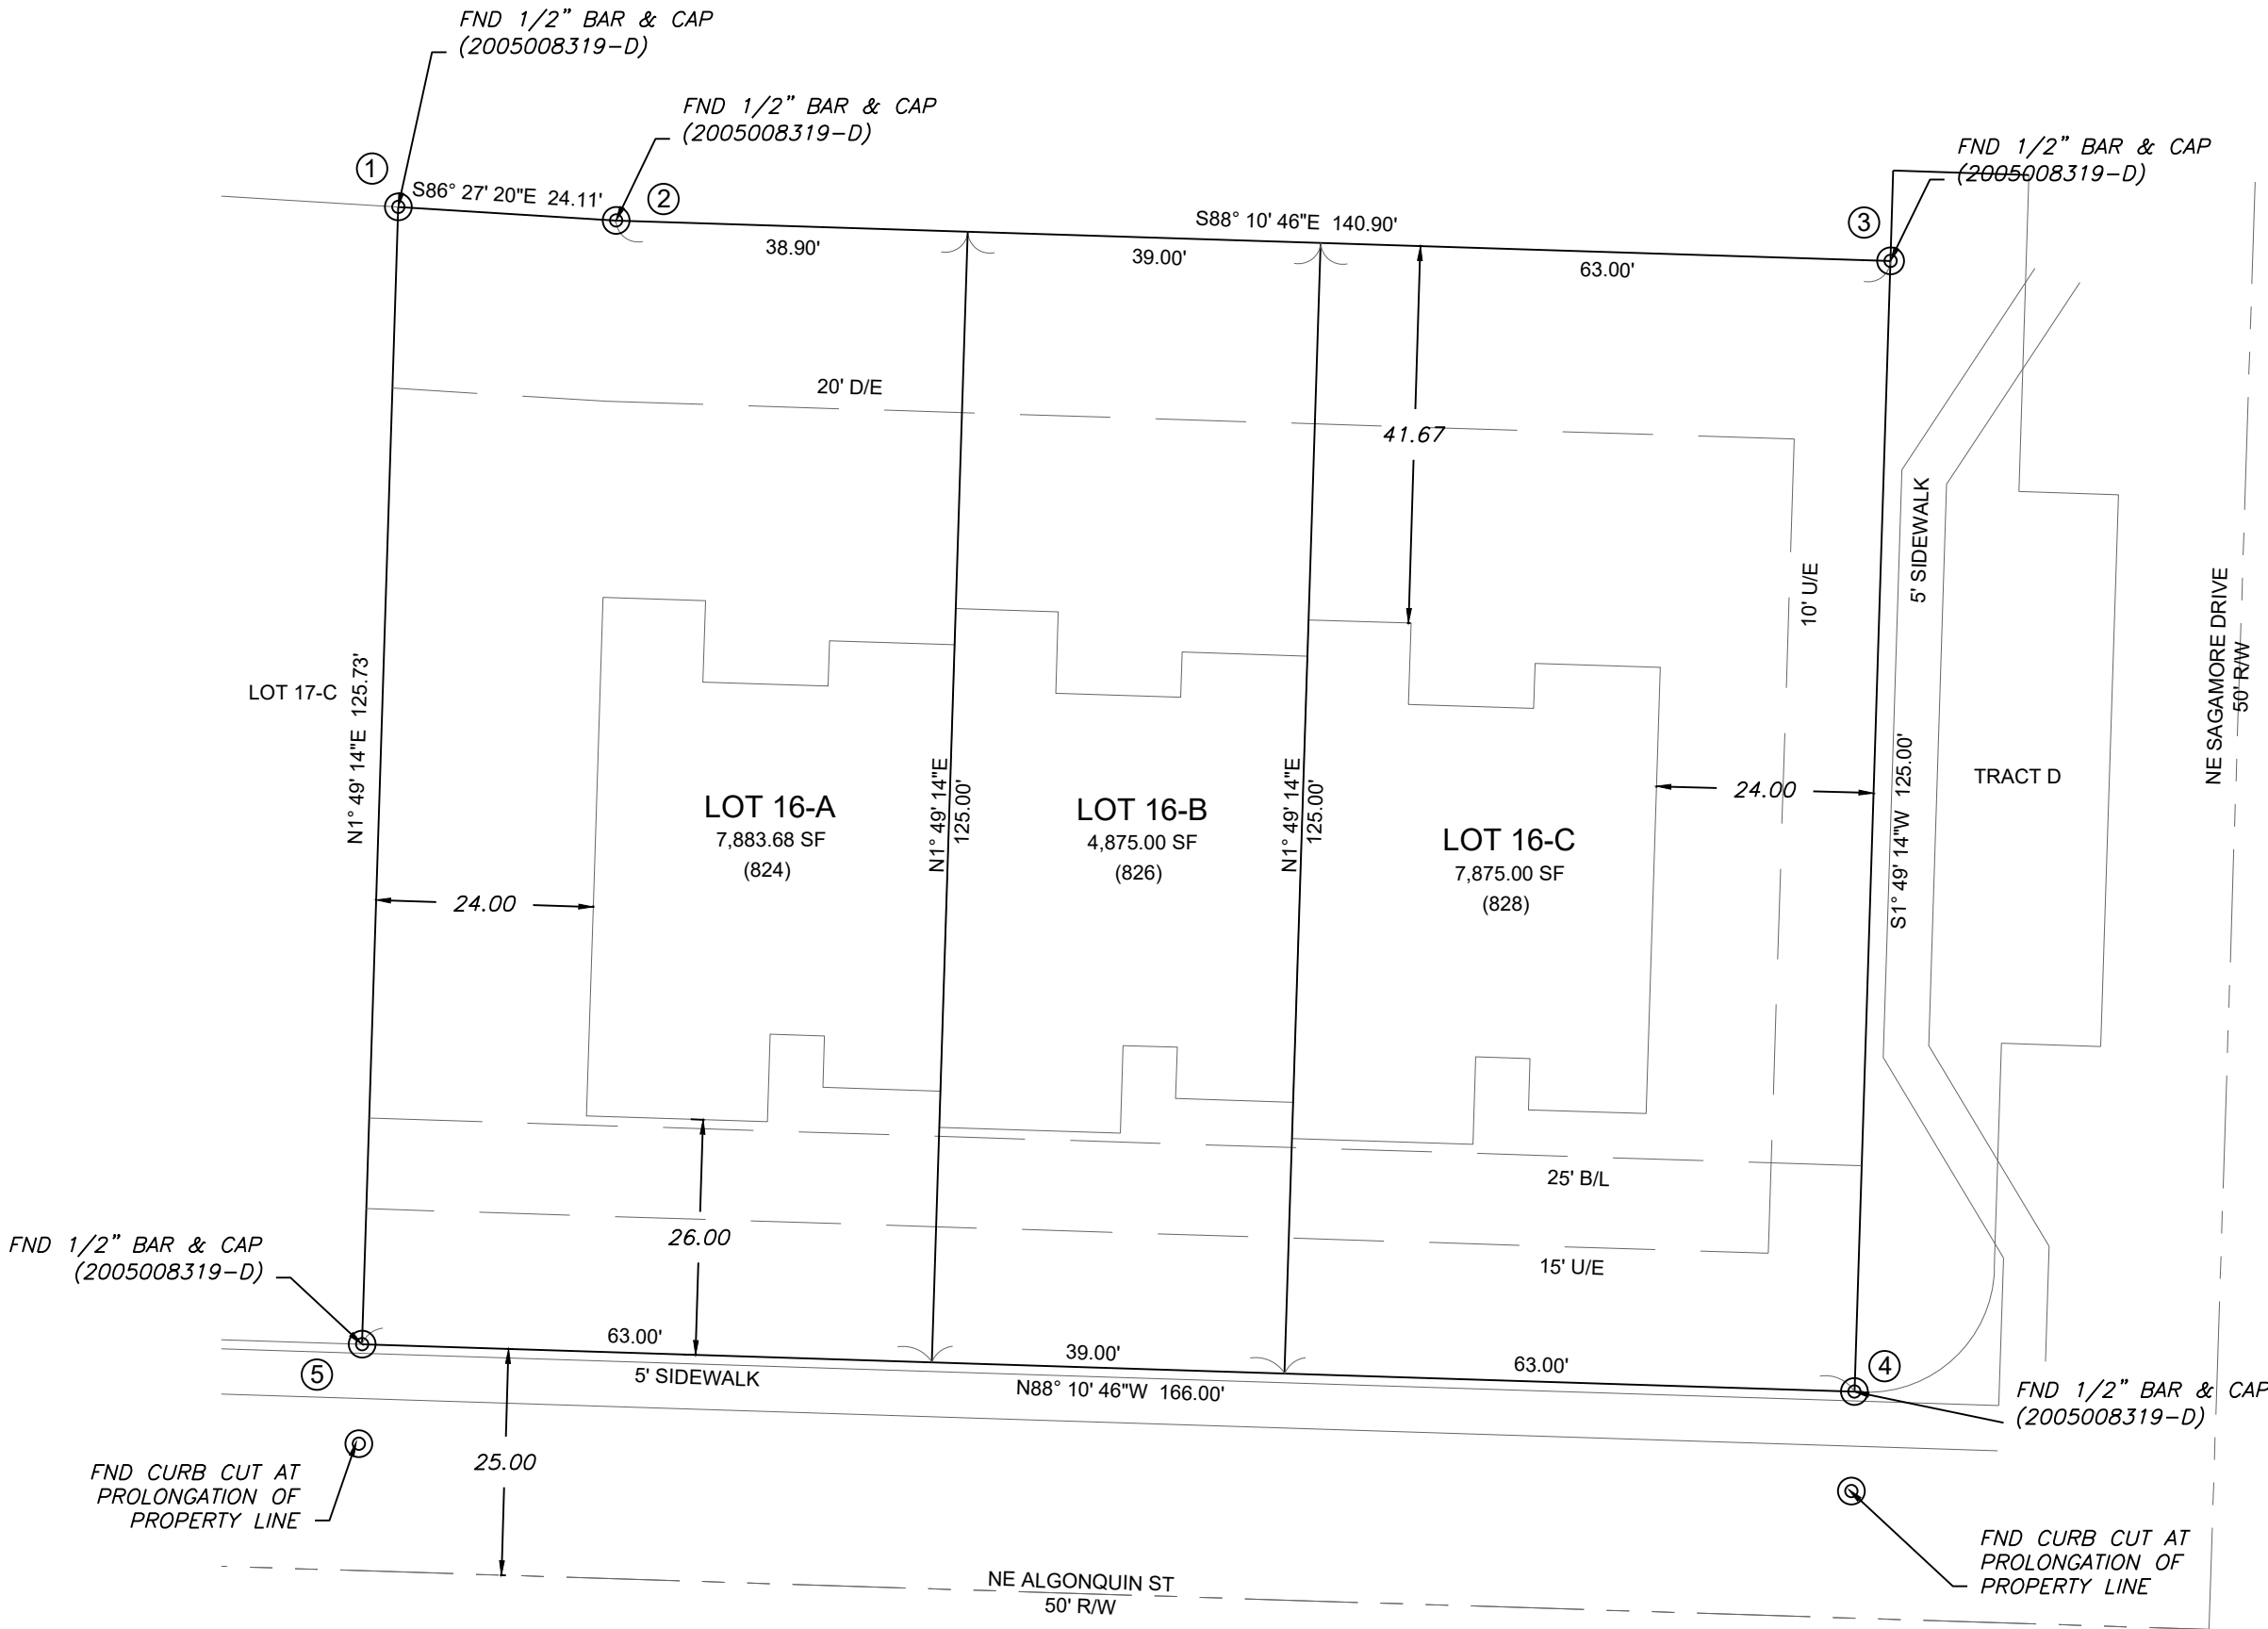 FND 1/2" BAR & CAP
(2005008319-D)
FND 1/2" BAR & CAP
(2005008319-D)
FND 1/2" BAR & CAP
(2005008319-D)
1
S86° 27' 20"E 24.11'
2
S88° 10' 46"E 140.90'
3
38.90'
39.00'
63.00'
20' D/E
41.67
10' U/E
5' SIDEWALK
NE SAGAMORE DRIVE
50' R/W
LOT 17-C
N1° 49' 14"E 125.73'
N1° 49' 14"E
125.00'
N1° 49' 14"E
125.00'
S1° 49' 14"W 125.00'
TRACT D
24.00
LOT 16-A
7,883.68 SF
(824)
LOT 16-B
4,875.00 SF
(826)
LOT 16-C
7,875.00 SF
(828)
24.00
25' B/L
26.00
15' U/E
FND 1/2" BAR & CAP
(2005008319-D)
63.00'
39.00'
63.00'
5
5' SIDEWALK
N88° 10' 46"W 166.00'
4
FND 1/2" BAR & CAP
(2005008319-D)
25.00
FND CURB CUT AT
PROLONGATION OF
PROPERTY LINE
FND CURB CUT AT
PROLONGATION OF
PROPERTY LINE
NE ALGONQUIN ST
50' R/W